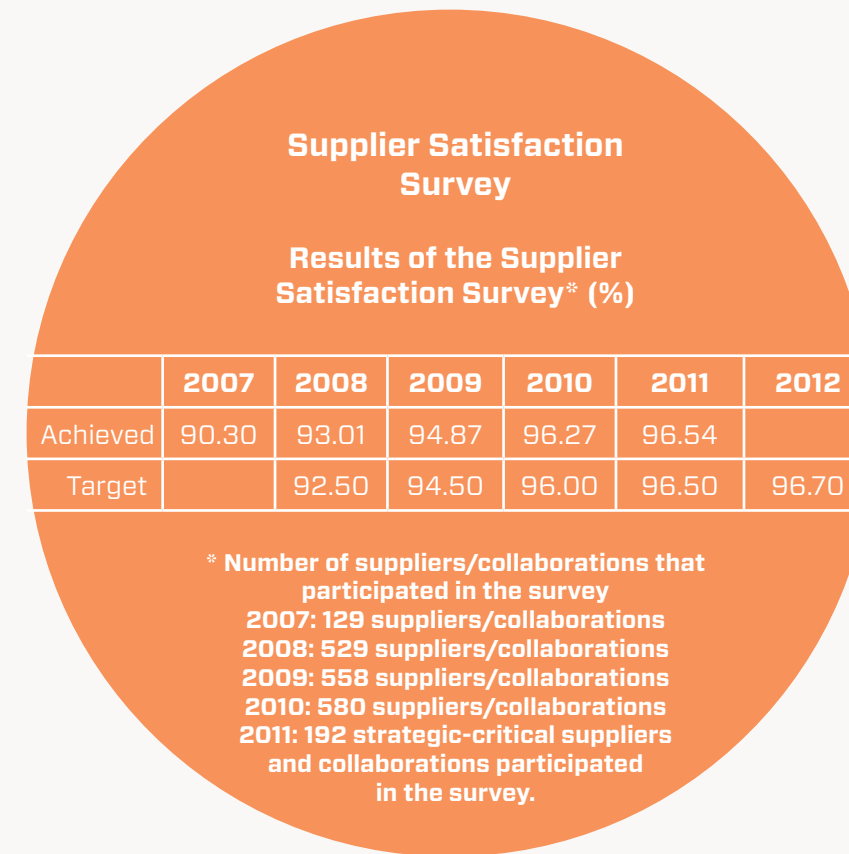 Supplier Satisfaction
Survey
Results of the Supplier
Satisfaction Survey* (%)
2007 2008 2009 2010 2011 2012
Achieved 90.30 93.01 94.87 96.27 96.54
Target 92.50 94.50 96.00 96.50 96.70
* Number of suppliers/collaborations that
participated in the survey
2007: 129 suppliers/collaborations
2008: 529 suppliers/collaborations
2009: 558 suppliers/collaborations
2010: 580 suppliers/collaborations
2011: 192 strategic-critical suppliers
and collaborations participated
in the survey.